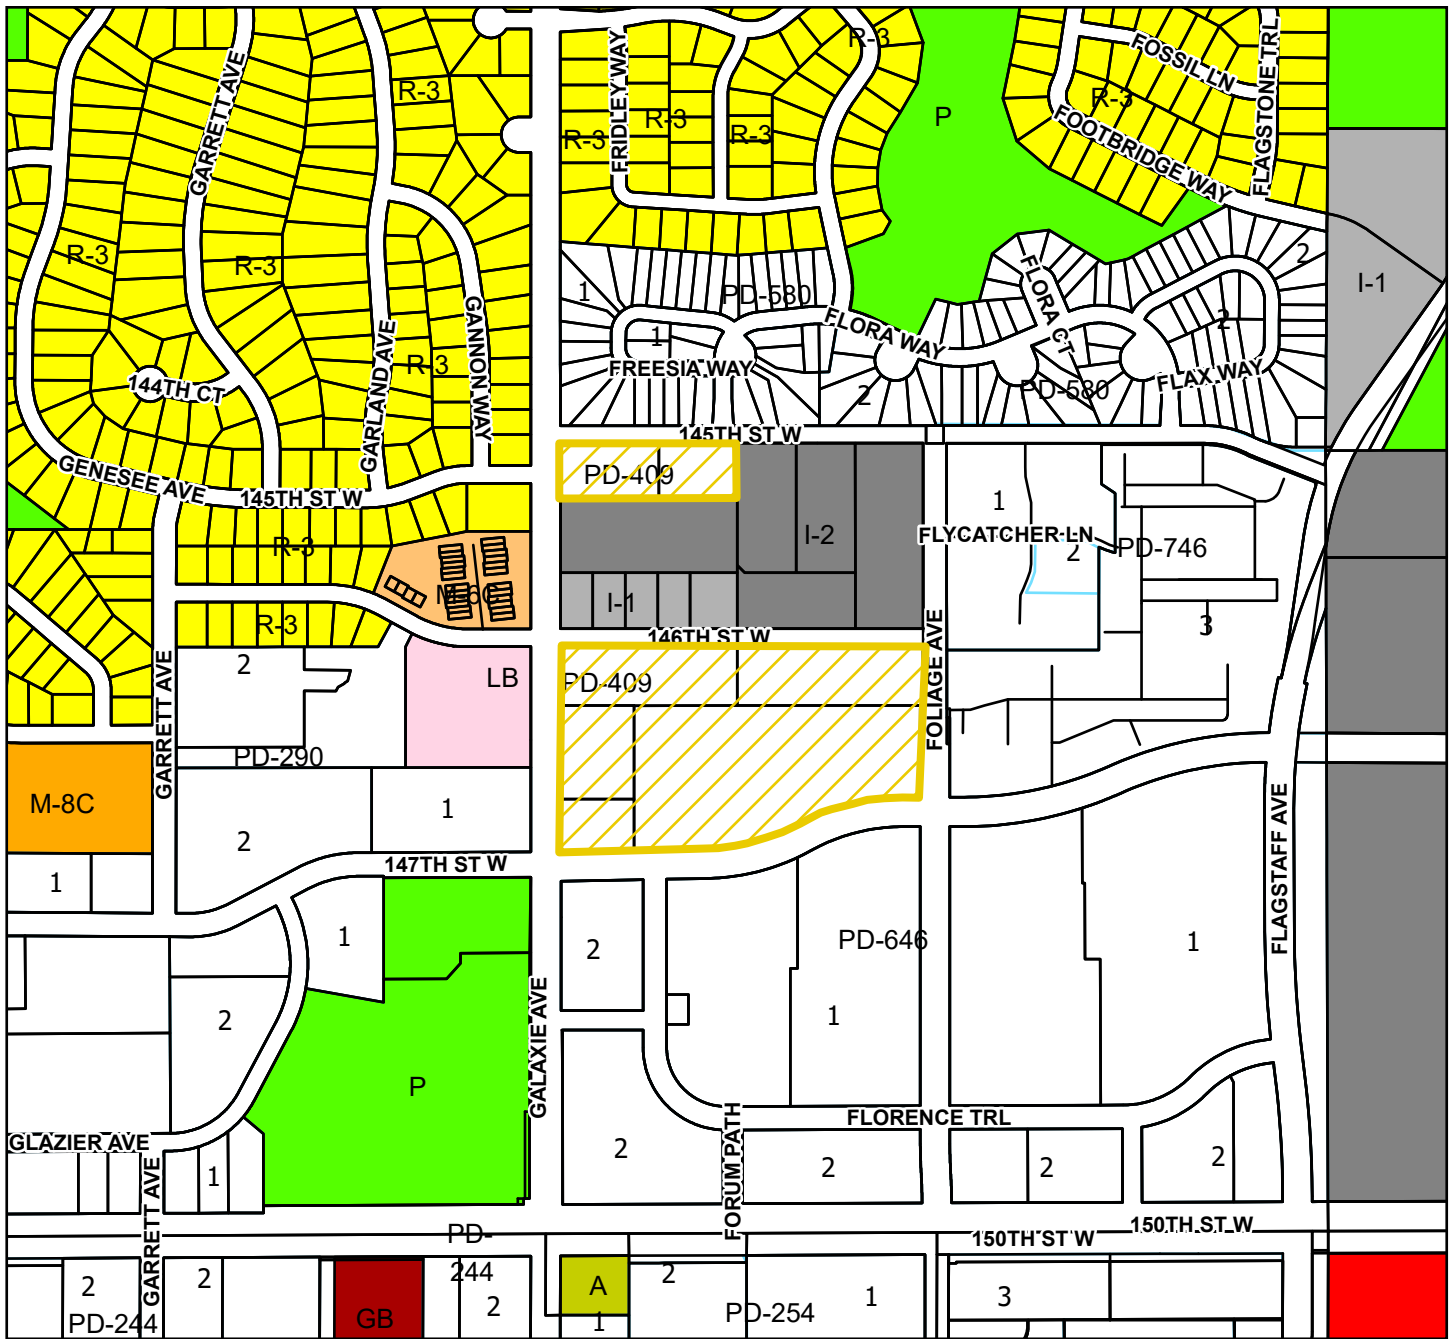 R-3
FOSSIL LN
FLAGSTONE TRL
GARRETT AVE
FRIDLEY WAY
R-3
R-3
P
R-3
R-3
R-3
R-3
FOOTBRIDGE WAY
R-3
R-3
2
I-1
1
PD-580
FLORA CT
GANNON WAY
1
FLORA WAY
2
GARLAND AVE
R-3
FREESIA WAY
144TH CT
2
PD-580
FLAX WAY
145TH ST W
GENESEE AVE
145TH ST W
PD-409
1
R-3
I-2
FLYCATCHER LN
2
PD-746
M-6C
I-1
R-3
146TH ST W
3
2
LB
PD-409
FOLIAGE AVE
GARRETT AVE
PD-290
M-8C
1
2
147TH ST W
1
FLAGSTAFF AVE
1
2
PD-646
1
2
1
GALAXIE AVE
P
FLORENCE TRL
GLAZIER AVE
2
FORUM PATH
2
2
2
1
GARRETT AVE
PD-
244
150TH ST W
150TH ST W
2
2
2
A
2
1
3
PD-244
GB
1
PD-254